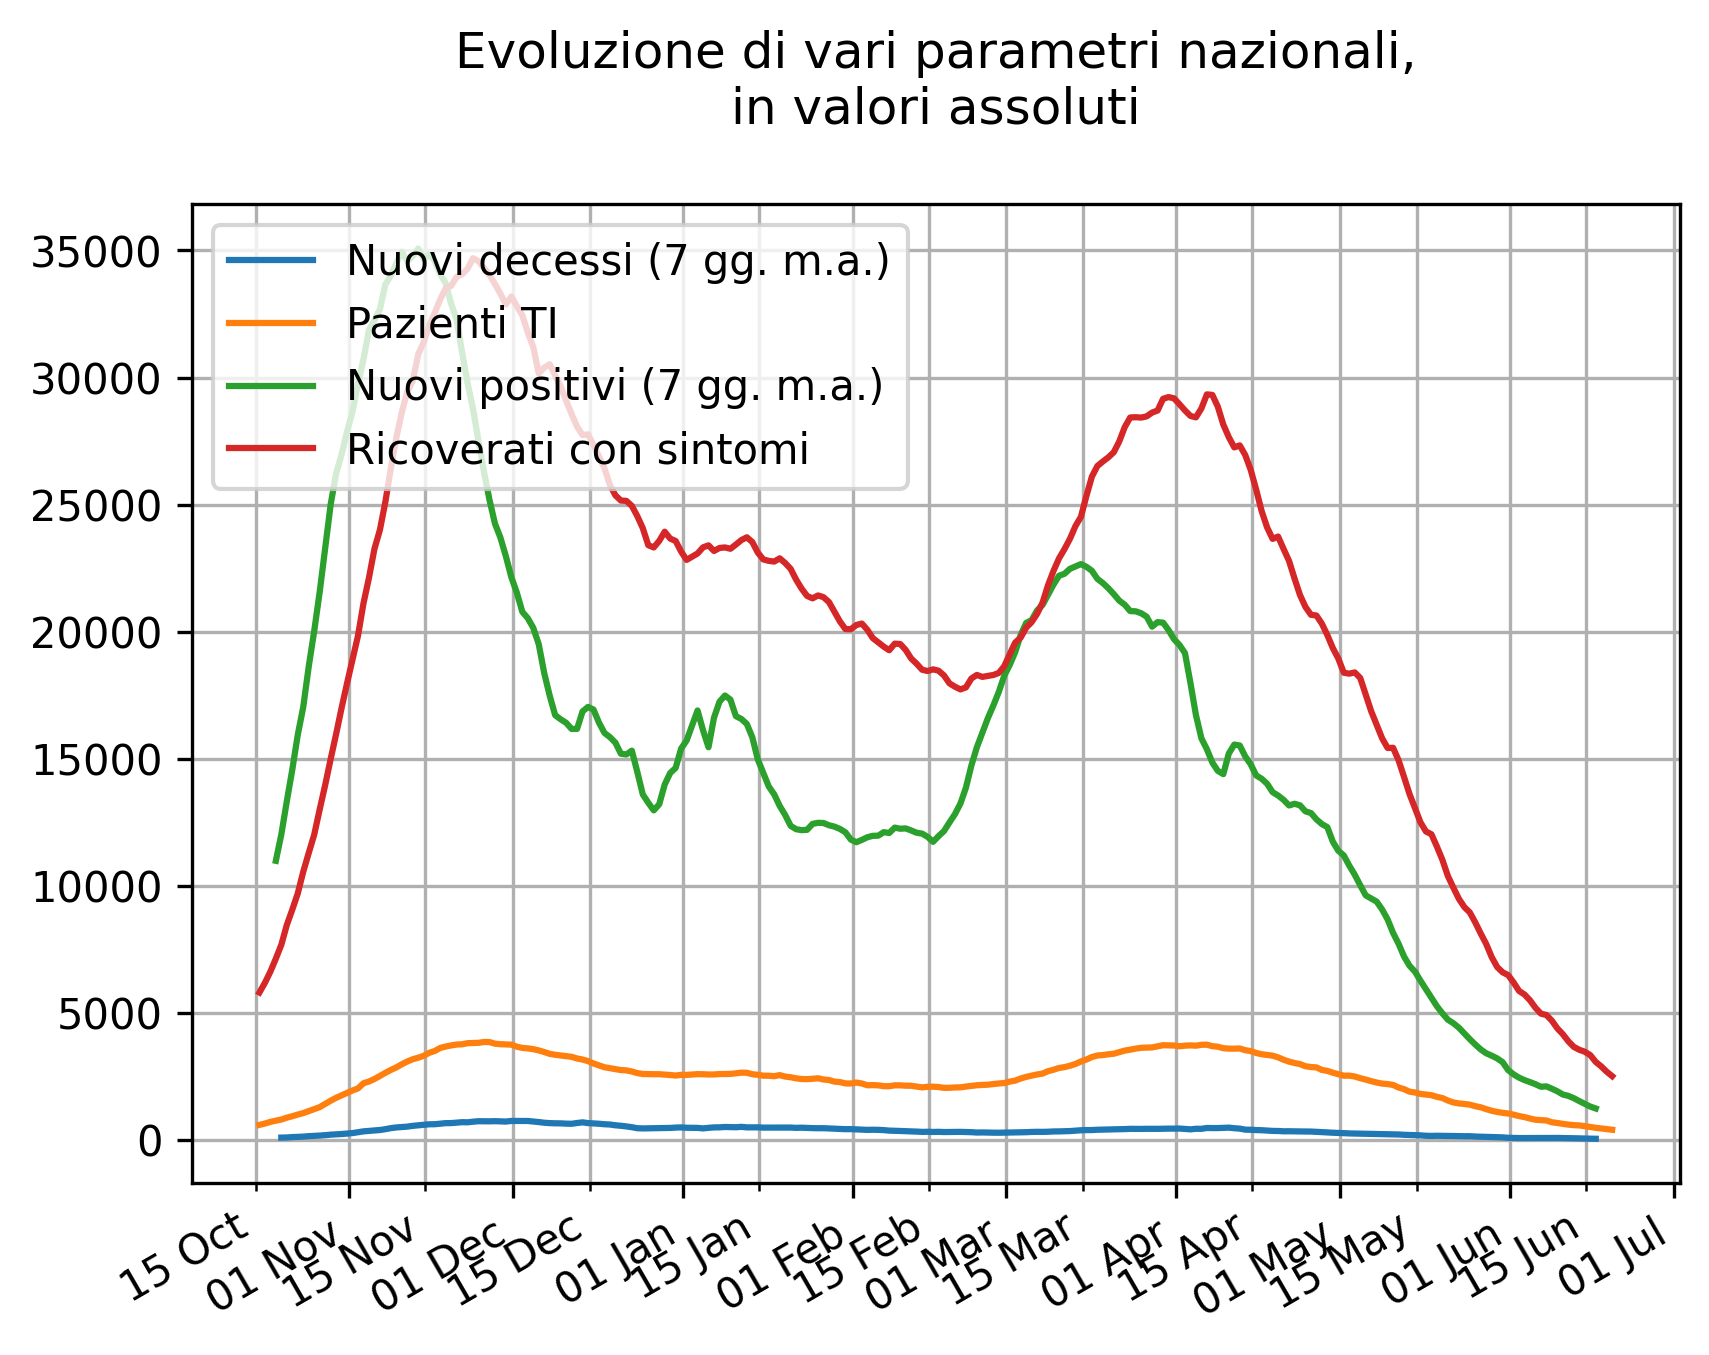 Evoluzione di vari parametri nazionali,
in valori assoluti
Nuovi decessi (7 gg. m.a.)
Pazienti TI
Nuovi positivi (7 gg. m.a.)
Ricoverati con sintomi
35000
30000
25000
20000
15000
10000
5000
0
15 Oct
01 Nov
15 Nov
01 Dec
15 Dec
01 Jan
15 Jan
01 Feb
15 Feb
01 Mar
15 Mar
01 Apr
15 Apr
01 May
15 May
01 Jun
15 Jun
01 Jul